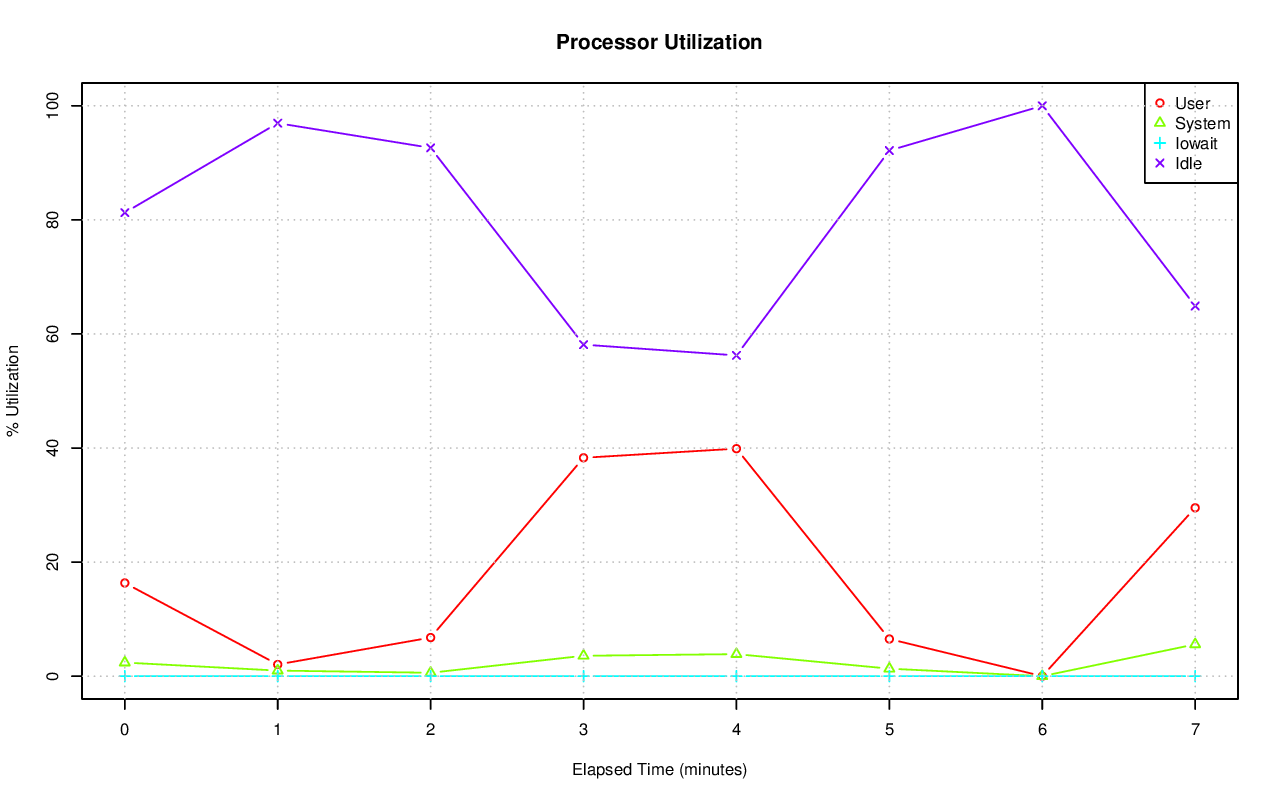 Processor Utilization
User
System
Iowait
Idle
100
80
60
40
20
0
% Utilization
0 1 2 3 4 5 6 7
Elapsed Time (minutes)